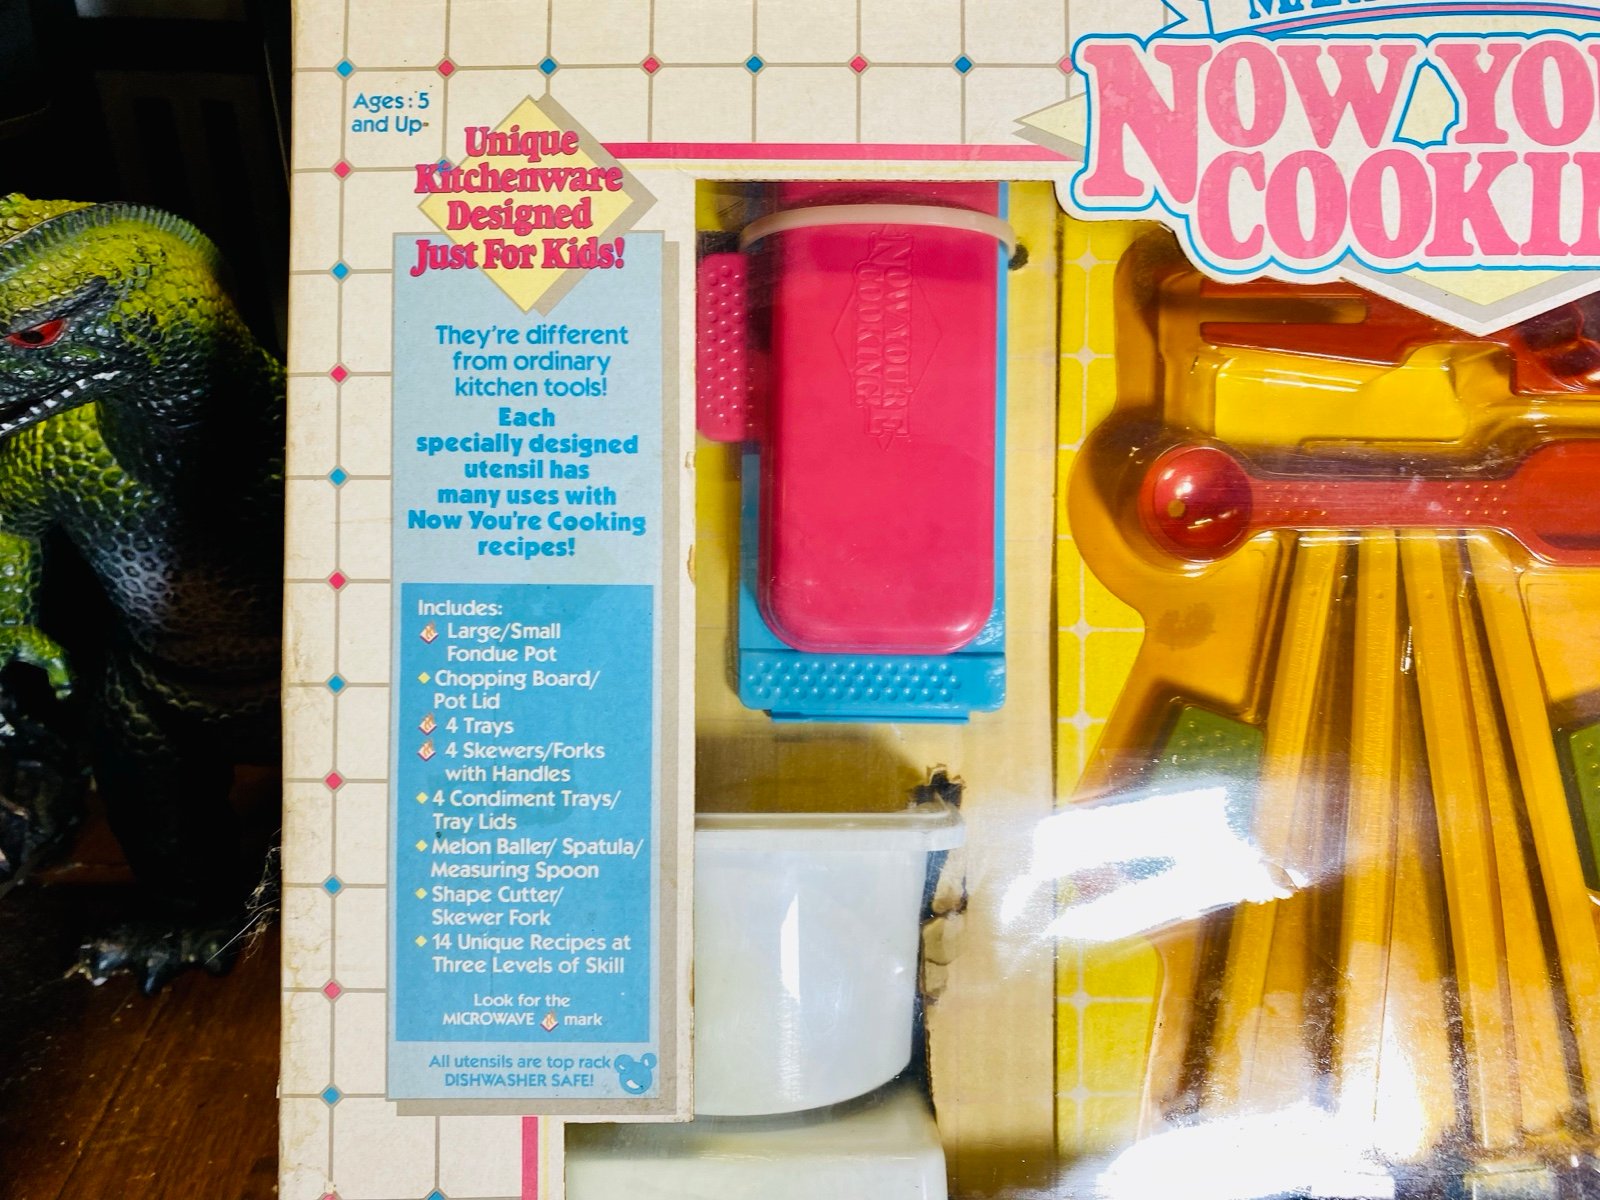 Ages: 5
and Up
Unique
Kitchenware
Designed
Just For Kids!
They're different
from ordinary
kitchen tools!
Each
specially designed
utensil has
many uses with
Now You're Cooking
recipes!
Includes:
Large/Small
Fondue Pot
Chopping Board/
Pot Lid
4 Trays
4 Skewers/Forks
with Handles
4 Condiment Trays/
Tray Lids
Melon Baller/ Spatula/
Measuring Spoon
Shape Cutter/
Skewer Fork
14 Unique Recipes at
Three Levels of Skill
Look for the
MICROWAVE mark
All utensils are top rack
DISHWASHER SAFE!
NOW YOU'RE
COOKING
NOW YO
COOKI